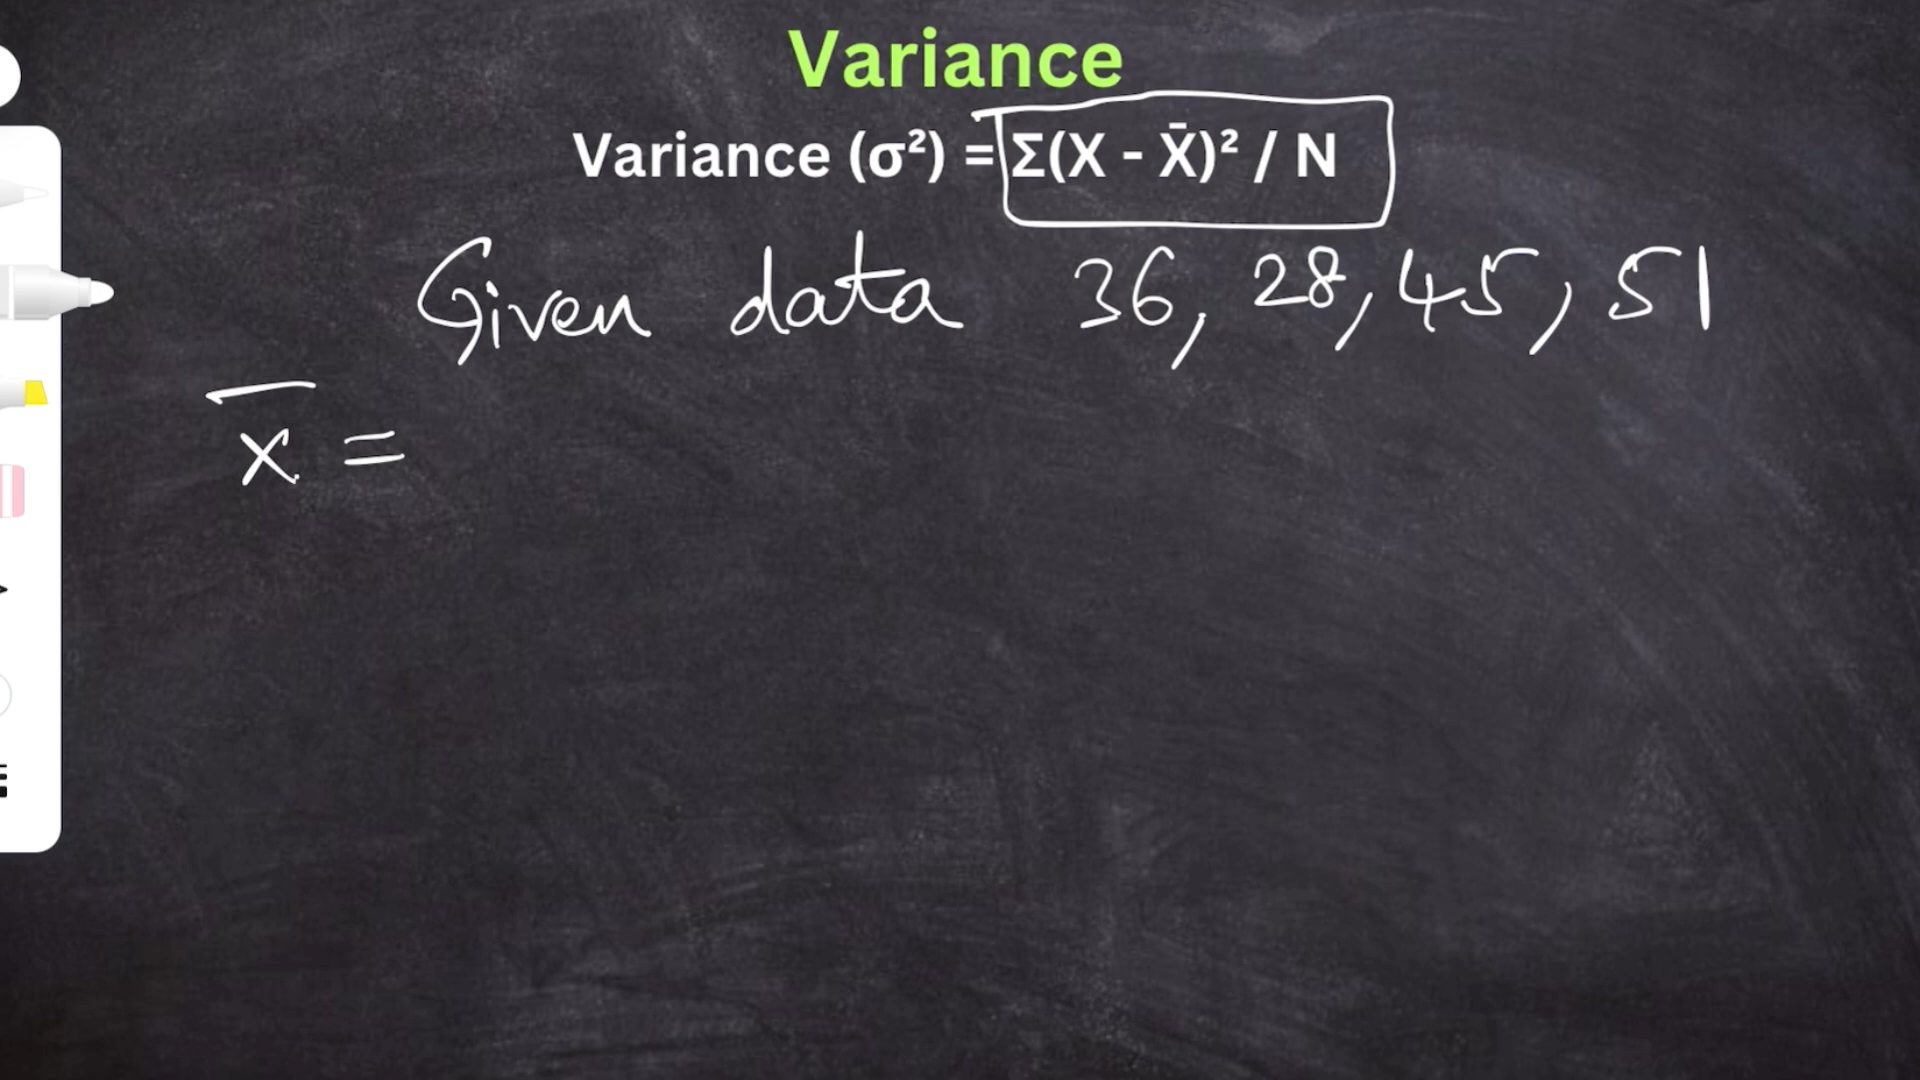 Variance
Variance (σ²) = Σ(X - X̄)² / N
Given data 36, 28, 45, 51
x̄ =